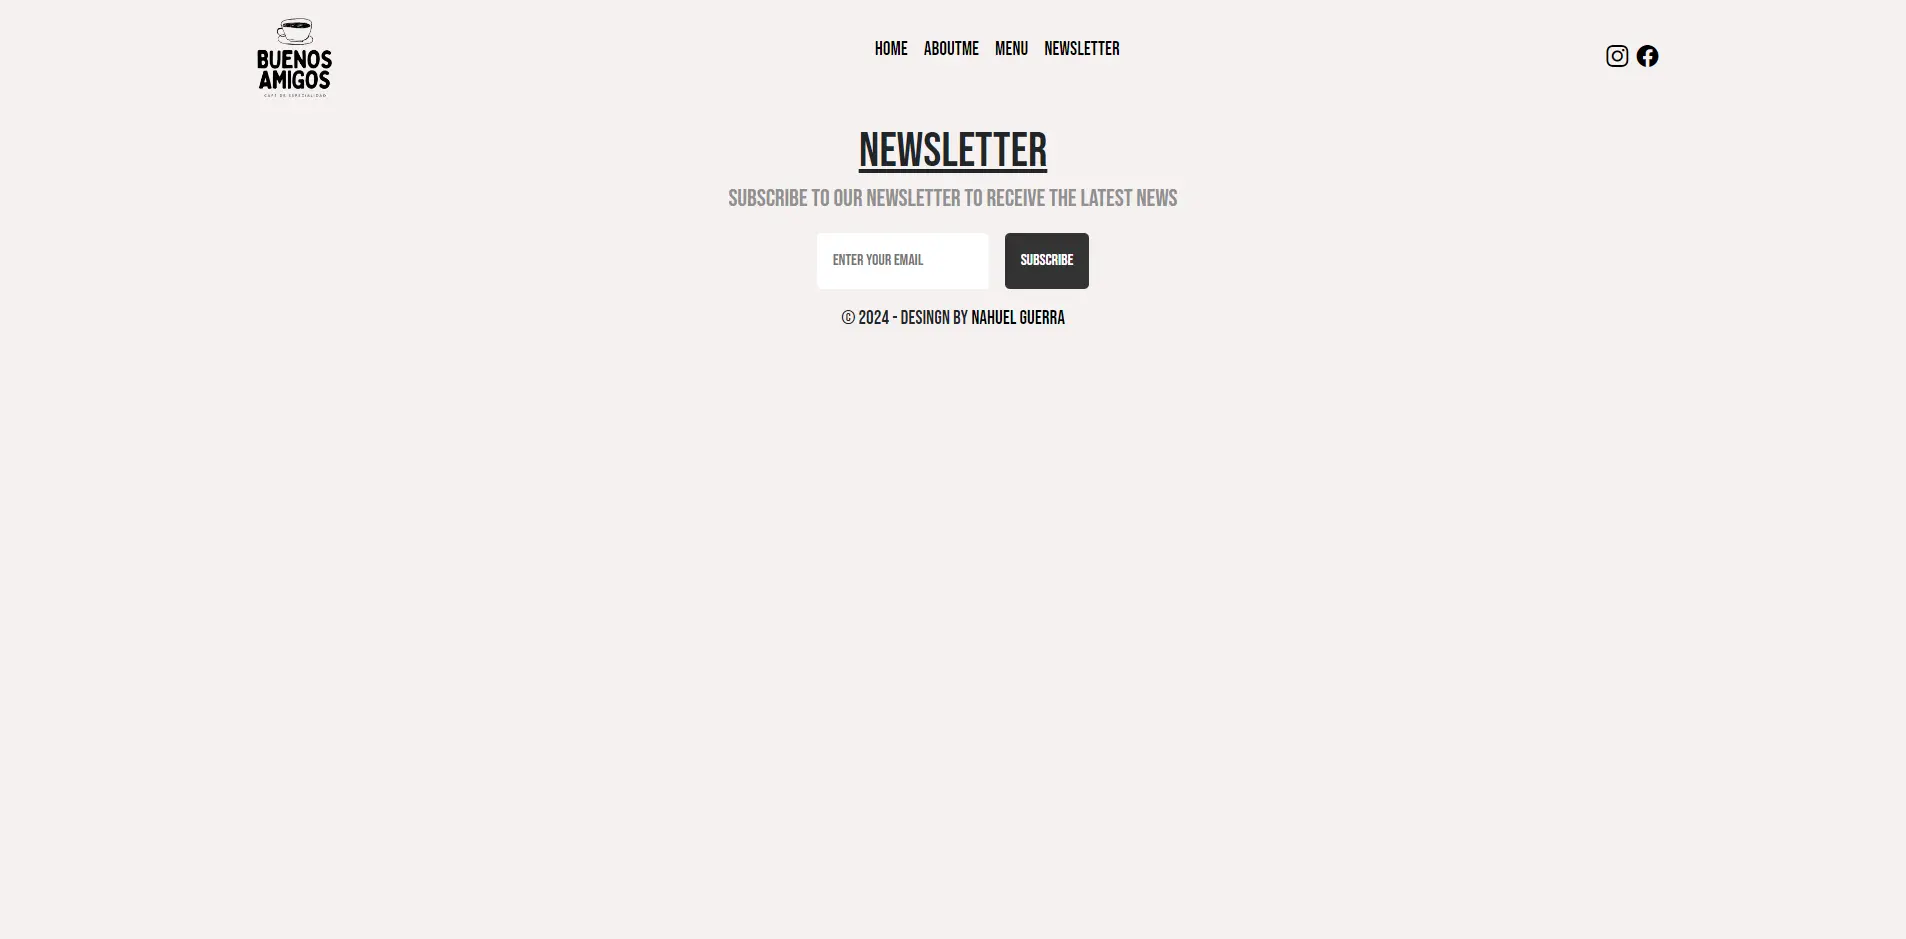 BUENOS
AMIGOS
CAFE DE ESPECIALIDAD
HOME ABOUTME MENU NEWSLETTER
NEWSLETTER
SUBSCRIBE TO OUR NEWSLETTER TO RECEIVE THE LATEST NEWS
ENTER YOUR EMAIL SUBSCRIBE
© 2024 - DESINGN BY NAHUEL GUERRA